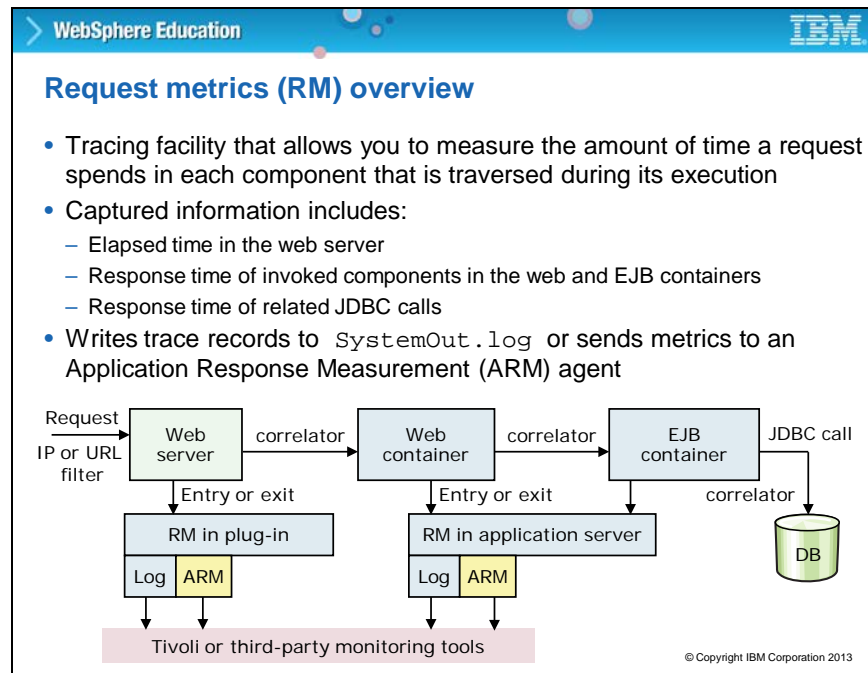 WebSphere Education
IBM
Request metrics (RM) overview
• Tracing facility that allows you to measure the amount of time a request
spends in each component that is traversed during its execution
• Captured information includes:
– Elapsed time in the web server
– Response time of invoked components in the web and EJB containers
– Response time of related JDBC calls
• Writes trace records to SystemOut.log or sends metrics to an
Application Response Measurement (ARM) agent
Request
IP or URL
filter
Web
server
correlator
Web
container
correlator
EJB
container
JDBC call
Entry or exit
Entry or exit
correlator
RM in plug-in
RM in application server
DB
Log
ARM
Log
ARM
Tivoli or third-party monitoring tools
© Copyright IBM Corporation 2013